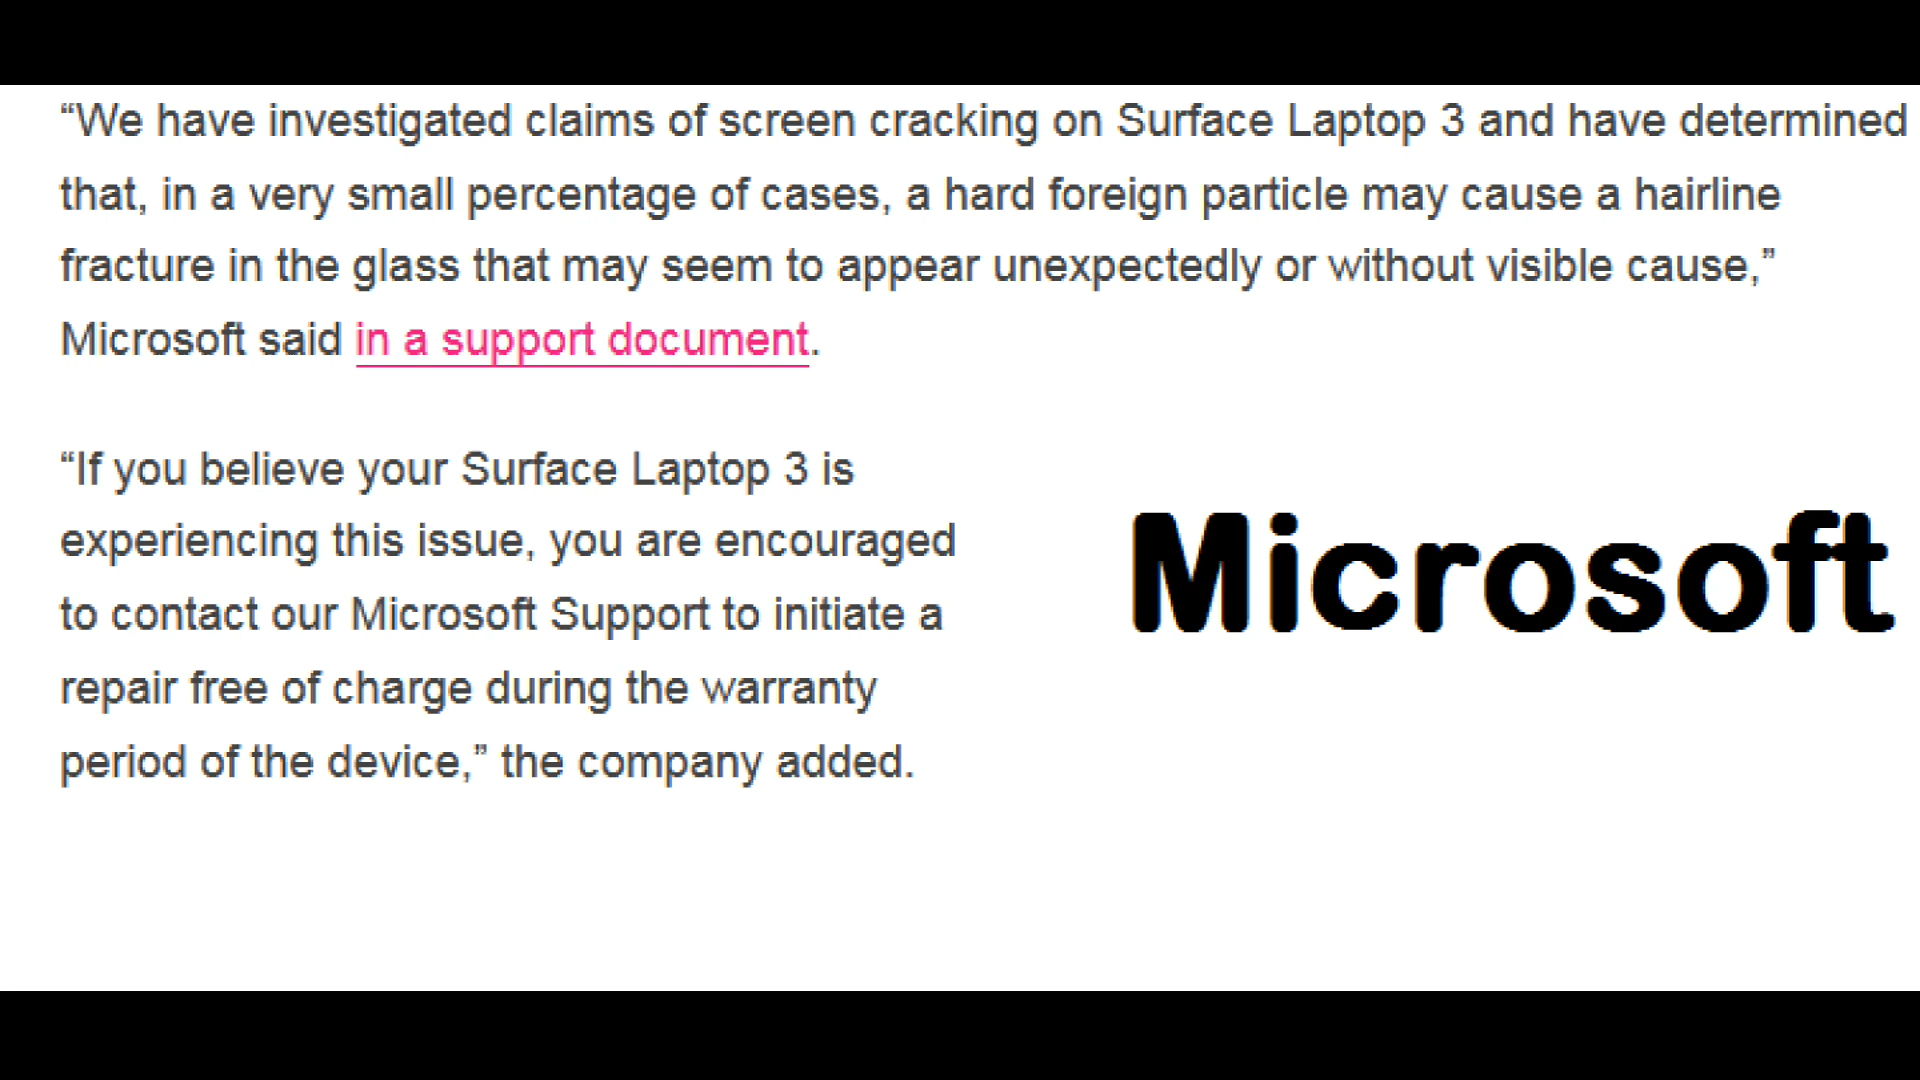 “We have investigated claims of screen cracking on Surface Laptop 3 and have determined
that, in a very small percentage of cases, a hard foreign particle may cause a hairline
fracture in the glass that may seem to appear unexpectedly or without visible cause,”
Microsoft said in a support document.
“If you believe your Surface Laptop 3 is
experiencing this issue, you are encouraged
to contact our Microsoft Support to initiate a
repair free of charge during the warranty
period of the device,” the company added.
Microsoft